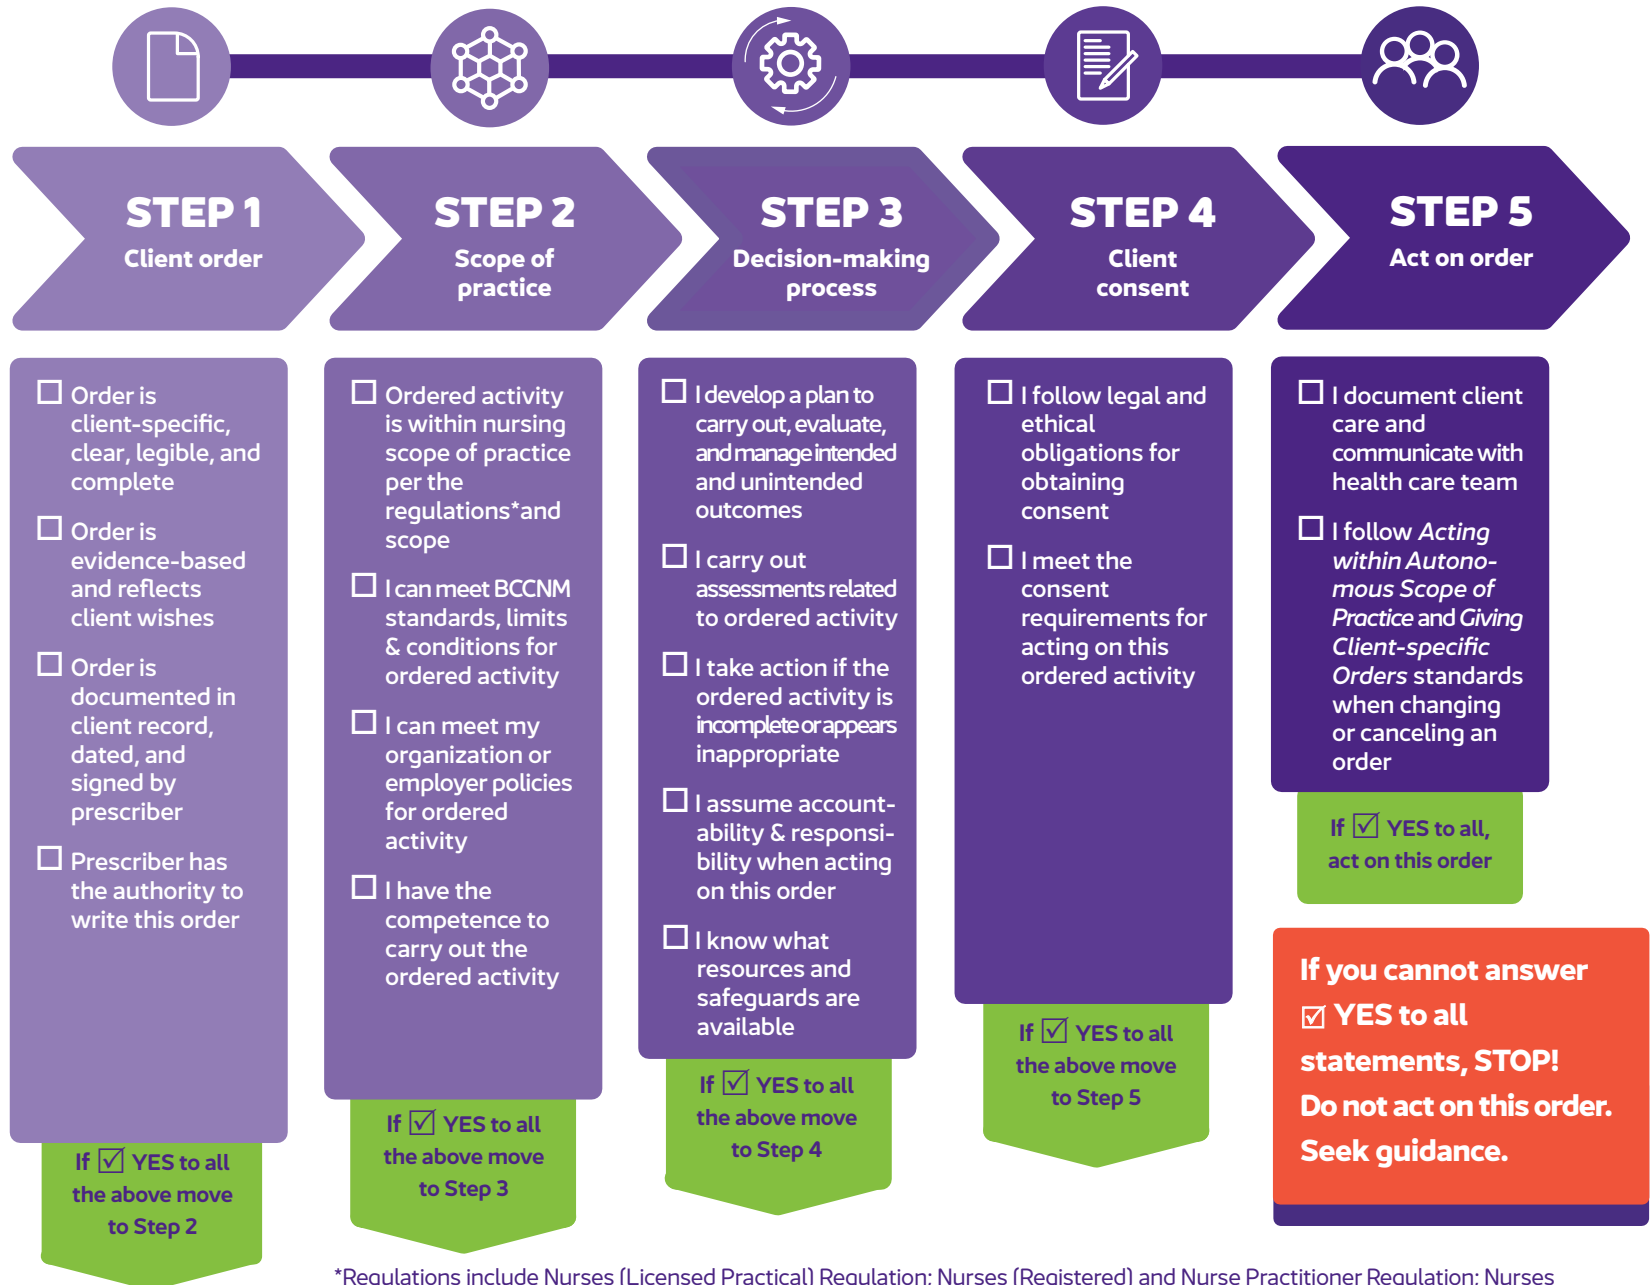 STEP 1
Client order
STEP 2
Scope of
practice
STEP 3
Decision-making
process
STEP 4
Client
consent
STEP 5
Act on order
☐ Order is
client-specific,
clear, legible, and
complete
☐ Order is
evidence-based
and reflects
client wishes
☐ Order is
documented in
client record,
dated, and
signed by
prescriber
☐ Prescriber has
the authority to
write this order
If ☑ YES to all
the above move
to Step 2
☐ Ordered activity
is within nursing
scope of practice
per the
regulations*and
scope
☐ I can meet BCCNM
standards, limits
& conditions for
ordered activity
☐ I can meet my
organization or
employer policies
for ordered
activity
☐ I have the
competence to
carry out the
ordered activity
If ☑ YES to all
the above move
to Step 3
☐ I develop a plan to
carry out, evaluate,
and manage intended
and unintended
outcomes
☐ I carry out
assessments related
to ordered activity
☐ I take action if the
ordered activity is
incomplete or appears
inappropriate
☐ I assume account-
ability & responsi-
bility when acting
on this order
☐ I know what
resources and
safeguards are
available
If ☑ YES to all
the above move
to Step 4
☐ I follow legal and
ethical
obligations for
obtaining
consent
☐ I meet the
consent
requirements for
acting on this
ordered activity
If ☑ YES to all
the above move
to Step 5
☐ I document client
care and
communicate with
health care team
☐ I follow Acting
within Autono-
mous Scope of
Practice and Giving
Client-specific
Orders standards
when changing
or canceling an
order
If ☑ YES to all,
act on this order
If you cannot answer
☑ YES to all
statements, STOP!
Do not act on this order.
Seek guidance.
*Regulations include Nurses (Licensed Practical) Regulation; Nurses (Registered) and Nurse Practitioner Regulation; Nurses